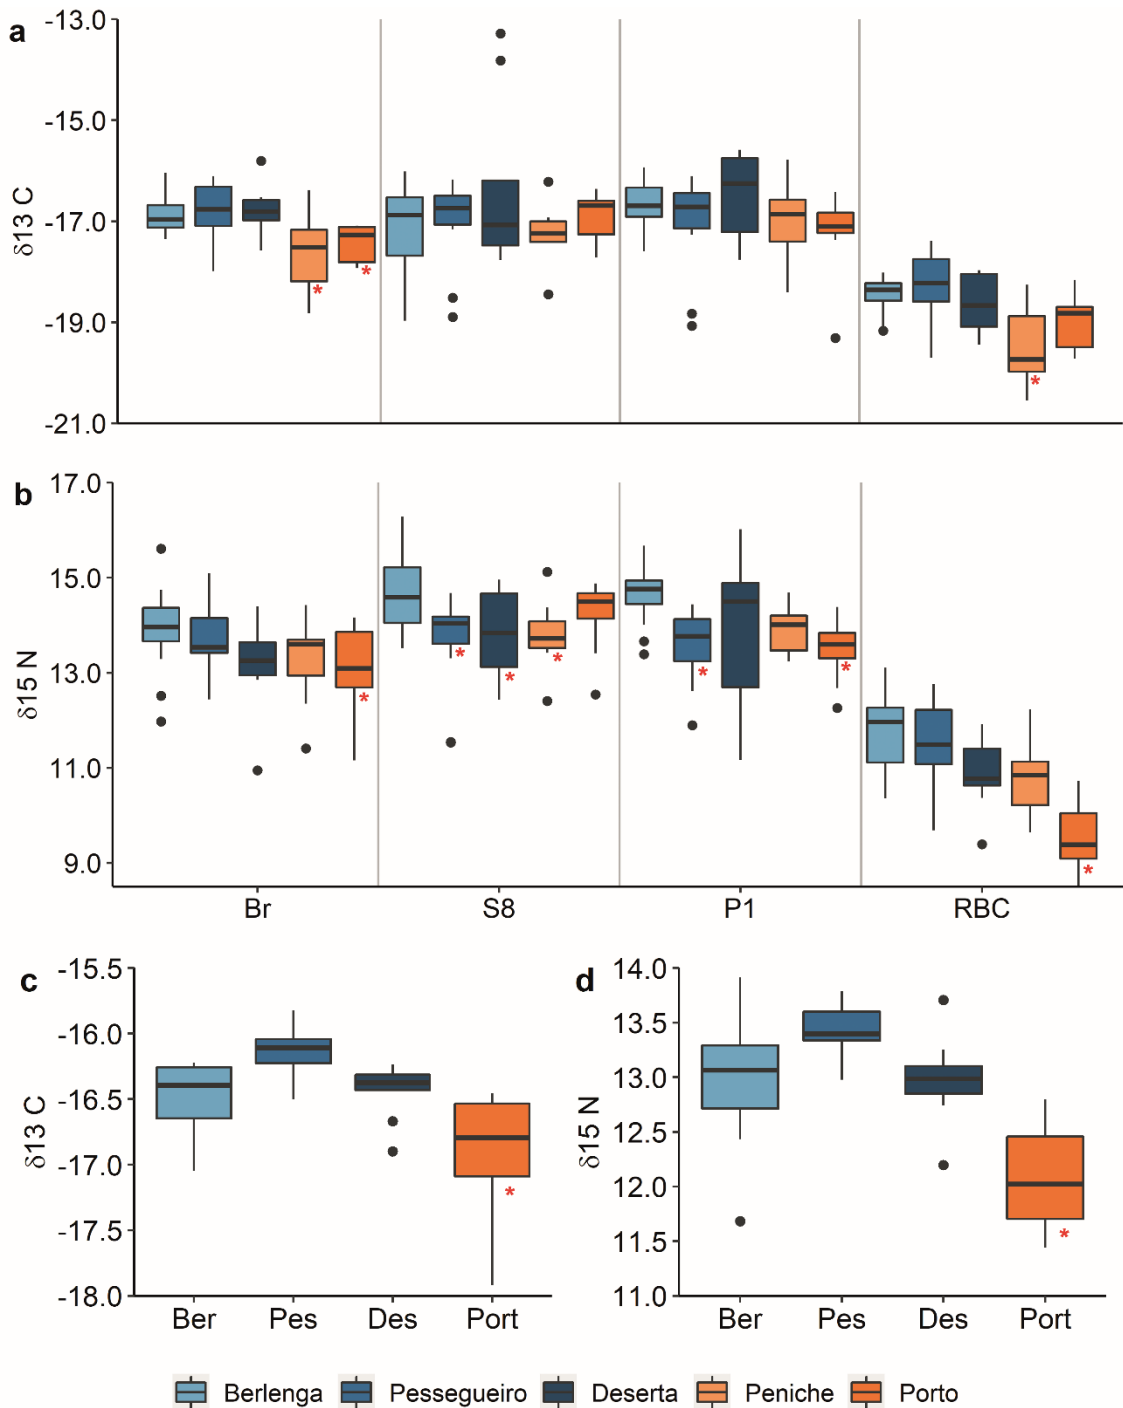 a
-13.0
-15.0
-17.0
-19.0
-21.0
δ13 C
*
*
*
b
17.0
15.0
13.0
11.0
9.0
δ15 N
*
*
*
*
*
*
*
Br S8 P1 RBC
c
-15.5
-16.0
-16.5
-17.0
-17.5
-18.0
δ13 C
*
Ber Pes Des Port
d
14.0
13.5
13.0
12.5
12.0
11.5
11.0
δ15 N
*
Ber Pes Des Port
Berlenga Pessegueiro Deserta Peniche Porto